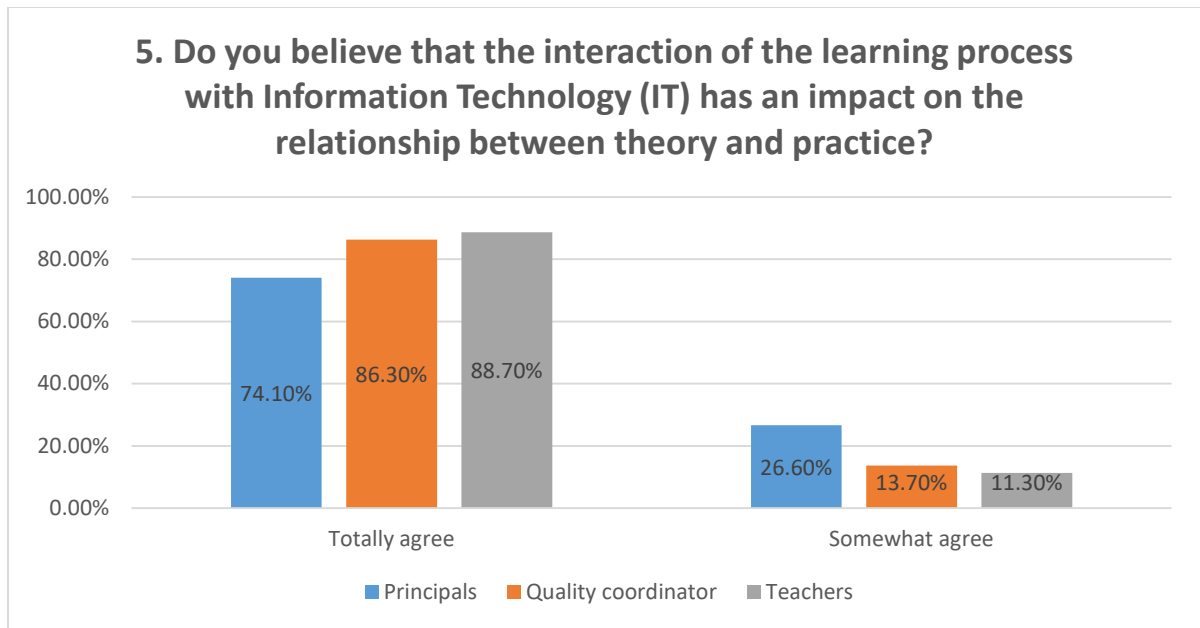 5. Do you believe that the interaction of the learning process
with Information Technology (IT) has an impact on the
relationship between theory and practice?
100.00%
80.00%
60.00%
40.00%
20.00%
0.00%
74.10%
86.30%
88.70%
26.60%
13.70%
11.30%
Totally agree
Somewhat agree
Principals
Quality coordinator
Teachers